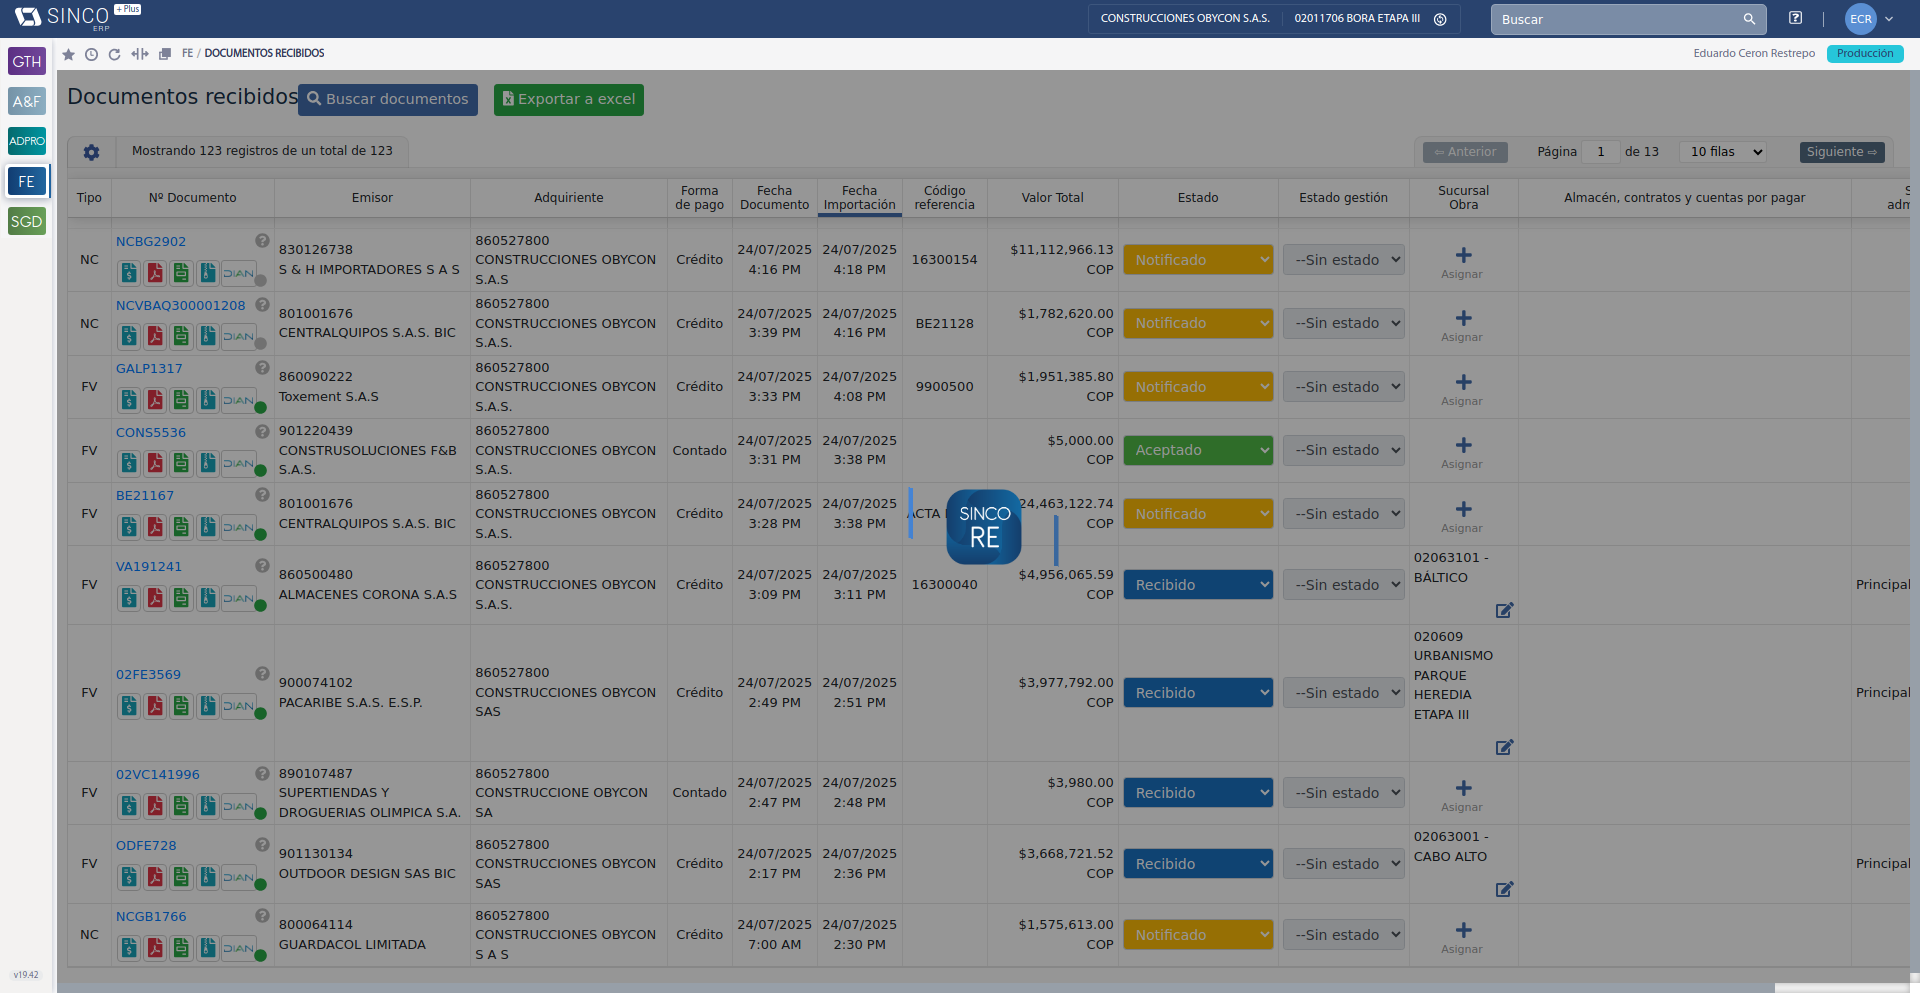 SINCO + Plus
ERP
CONSTRUCCIONES OBYCON S.A.S. 02011706 BORA ETAPA III
Buscar
ECR
FE / DOCUMENTOS RECIBIDOS
Eduardo Ceron Restrepo Producción
GTH
A&F
ADPRO
FE
SGD
v19.42
Documentos recibidos Buscar documentos Exportar a excel
Mostrando 123 registros de un total de 123
⇦ Anterior Página 1 de 13 10 filas Siguiente ⇨
Tipo Nº Documento Emisor Adquiriente Forma de pago Fecha Documento Fecha Importación Código referencia Valor Total Estado Estado gestión Sucursal Obra Almacén, contratos y cuentas por pagar
NC NCBG2902 830126738 S & H IMPORTADORES S A S 860527800 CONSTRUCCIONES OBYCON S.A.S Crédito 24/07/2025 4:16 PM 24/07/2025 4:18 PM 16300154 $11,112,966.13 COP Notificado --Sin estado Asignar
NC NCVBAQ300001208 801001676 CENTRALQUIPOS S.A.S. BIC 860527800 CONSTRUCCIONES OBYCON S.A.S. Crédito 24/07/2025 3:39 PM 24/07/2025 4:16 PM BE21128 $1,782,620.00 COP Notificado --Sin estado Asignar
FV GALP1317 860090222 Toxement S.A.S 860527800 CONSTRUCCIONES OBYCON S.A.S. Crédito 24/07/2025 3:33 PM 24/07/2025 4:08 PM 9900500 $1,951,385.80 COP Notificado --Sin estado Asignar
FV CONS5536 901220439 CONSTRUSOLUCIONES F&B S.A.S. 860527800 CONSTRUCCIONES OBYCON S.A.S. Contado 24/07/2025 3:31 PM 24/07/2025 3:38 PM $5,000.00 COP Aceptado --Sin estado Asignar
FV BE21167 801001676 CENTRALQUIPOS S.A.S. BIC 860527800 CONSTRUCCIONES OBYCON S.A.S. Crédito 24/07/2025 3:28 PM 24/07/2025 3:38 PM ACTA 24,463,122.74 COP Notificado --Sin estado Asignar
SINCO
RE
FV VA191241 860500480 ALMACENES CORONA S.A.S 860527800 CONSTRUCCIONES OBYCON S.A.S. Crédito 24/07/2025 3:09 PM 24/07/2025 3:11 PM 16300040 $4,956,065.59 COP Recibido --Sin estado 02063101 - BÁLTICO Principal
FV 02FE3569 900074102 PACARIBE S.A.S. E.S.P. 860527800 CONSTRUCCIONES OBYCON SAS Crédito 24/07/2025 2:49 PM 24/07/2025 2:51 PM $3,977,792.00 COP Recibido --Sin estado 020609 URBANISMO PARQUE HEREDIA ETAPA III Principal
FV 02VC141996 890107487 SUPERTIENDAS Y DROGUERIAS OLIMPICA S.A. 860527800 CONSTRUCCIONE OBYCON SA Contado 24/07/2025 2:47 PM 24/07/2025 2:48 PM $3,980.00 COP Recibido --Sin estado Asignar
FV ODFE728 901130134 OUTDOOR DESIGN SAS BIC 860527800 CONSTRUCCIONES OBYCON SAS Crédito 24/07/2025 2:17 PM 24/07/2025 2:36 PM $3,668,721.52 COP Recibido --Sin estado 02063001 - CABO ALTO Principal
NC NCGB1766 800064114 GUARDACOL LIMITADA 860527800 CONSTRUCCIONES OBYCON S A S Crédito 24/07/2025 7:00 AM 24/07/2025 2:30 PM $1,575,613.00 COP Notificado --Sin estado Asignar